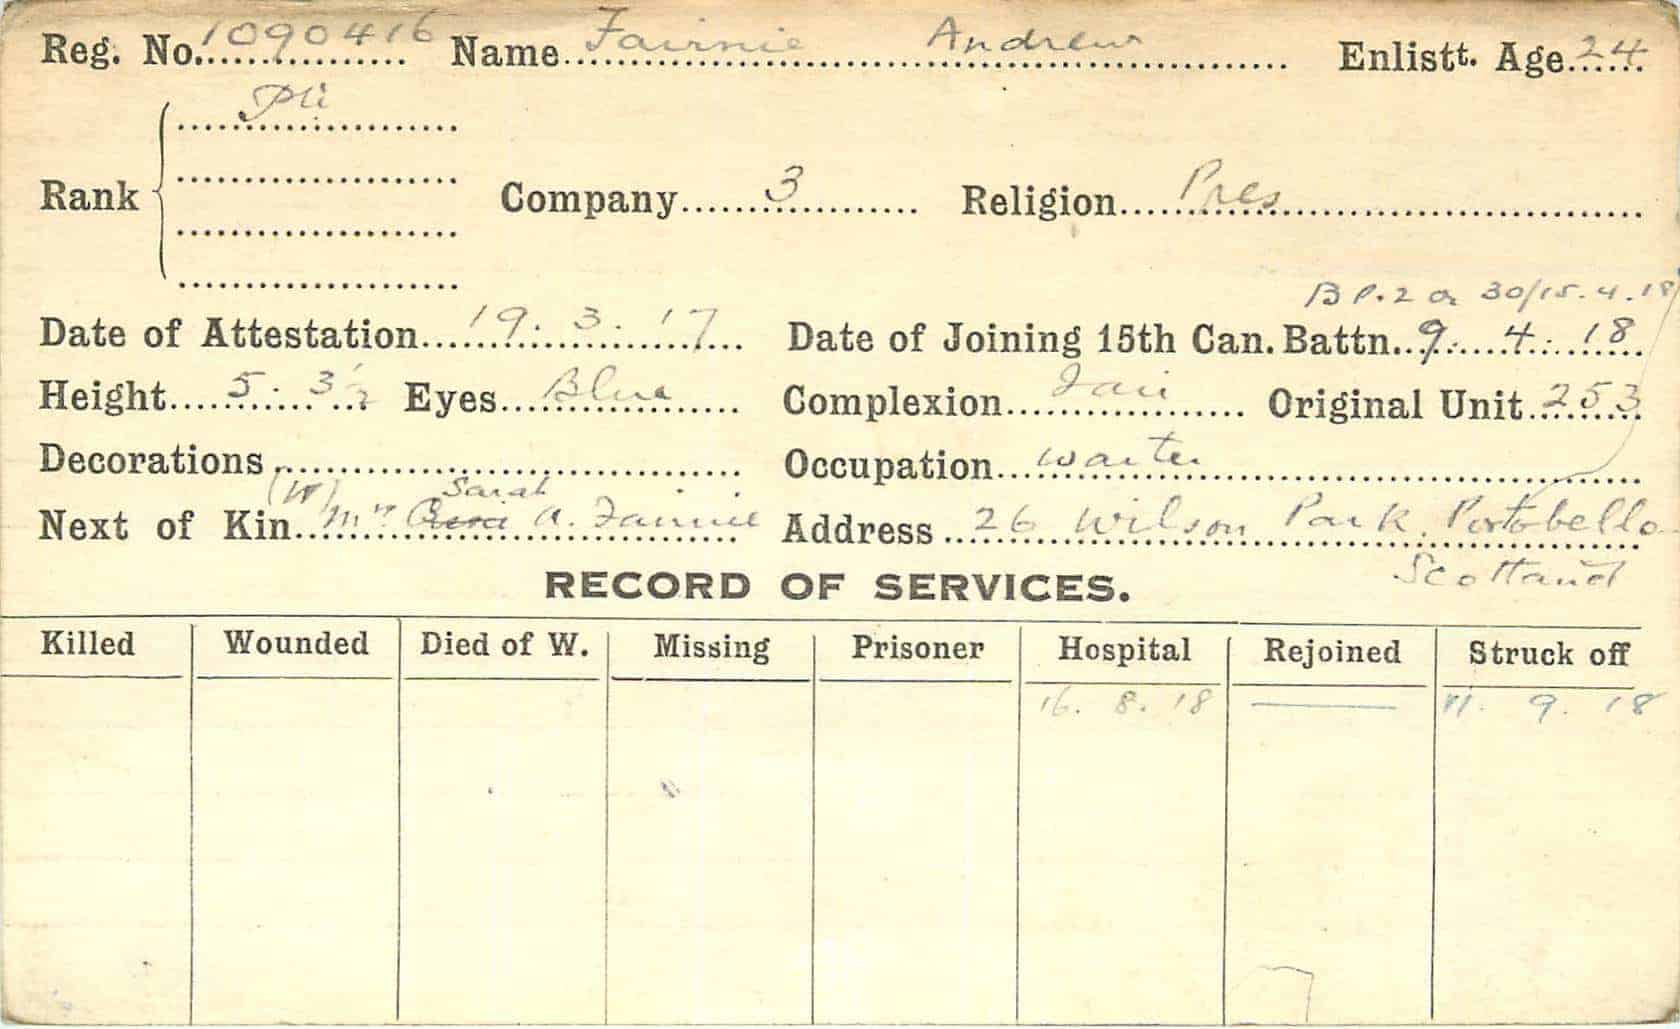 Reg. No. 1090416 Name Fairnie Andrew Enlistt. Age 24
Pte
Rank Company 3 Religion Pres
B P.2 O 30/15.4.18
Date of Attestation 19.3.17 Date of Joining 15th Can. Battn. 9.4.18
Height 5.3½ Eyes Blue Complexion Fair Original Unit 253
Decorations Occupation waiter
(W) Sarah
Next of Kin Mrs A. Fairnie Address 26 Wilson Park. Portobello
Scotland
RECORD OF SERVICES.
Killed Wounded Died of W. Missing Prisoner Hospital Rejoined Struck off
16.8.18 — 11.9.18